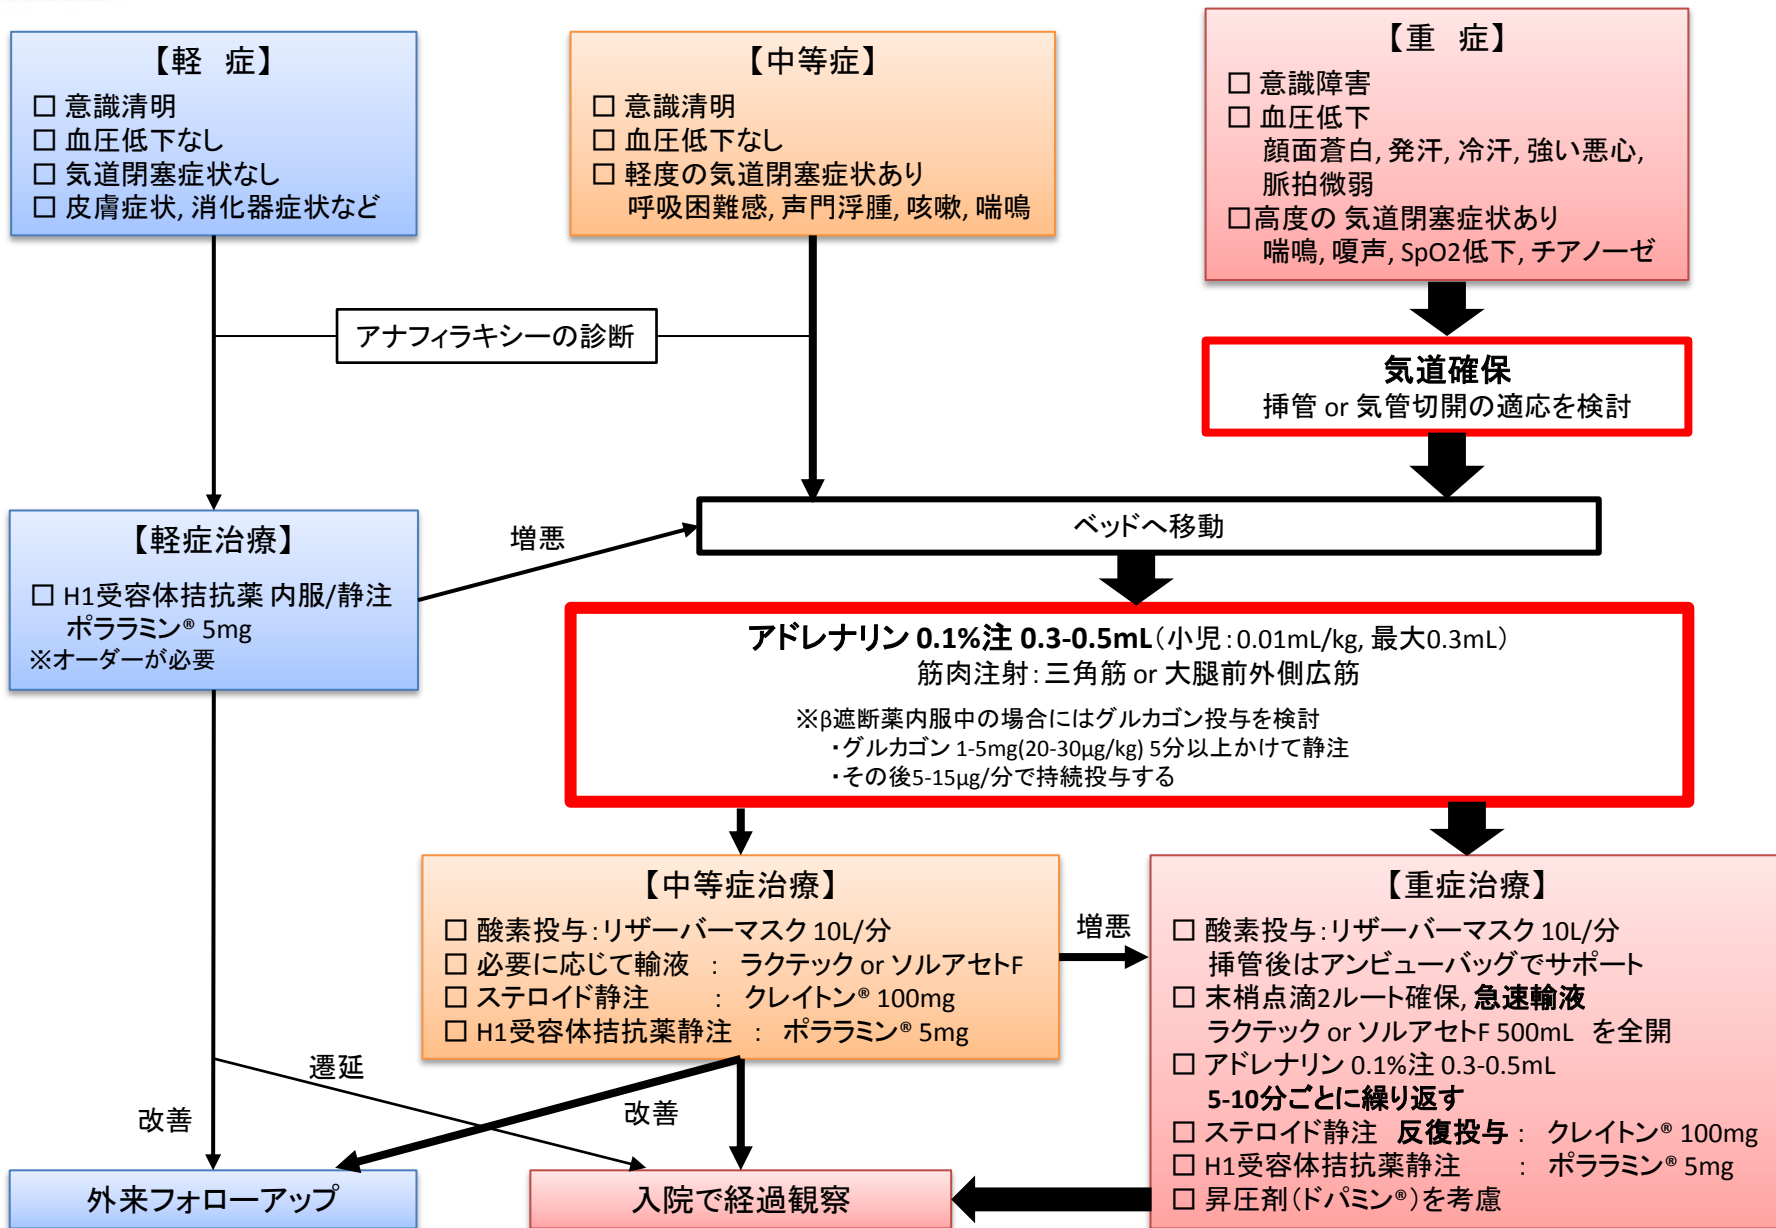 【軽 症】
□ 意識清明
□ 血圧低下なし
□ 気道閉塞症状なし
□ 皮膚症状, 消化器症状など
【中等症】
□ 意識清明
□ 血圧低下なし
□ 軽度の気道閉塞症状あり
呼吸困難感, 声門浮腫, 咳嗽, 喘鳴
【重 症】
□ 意識障害
□ 血圧低下
顔面蒼白, 発汗, 冷汗, 強い悪心,
脈拍微弱
□高度の 気道閉塞症状あり
喘鳴, 嗄声, SpO2低下, チアノーゼ
アナフィラキシーの診断
気道確保
挿管 or 気管切開の適応を検討
【軽症治療】
□ H1受容体拮抗薬 内服/静注
ポララミン® 5mg
※オーダーが必要
増悪
ベッドへ移動
アドレナリン 0.1%注 0.3-0.5mL(小児:0.01mL/kg, 最大0.3mL)
筋肉注射:三角筋 or 大腿前外側広筋
※β遮断薬内服中の場合にはグルカゴン投与を検討
・グルカゴン 1-5mg(20-30μg/kg) 5分以上かけて静注
・その後5-15μg/分で持続投与する
【中等症治療】
□ 酸素投与:リザーバーマスク 10L/分
□ 必要に応じて輸液 : ラクテック or ソルアセトF
□ ステロイド静注 : クレイトン® 100mg
□ H1受容体拮抗薬静注 : ポララミン® 5mg
増悪
【重症治療】
□ 酸素投与:リザーバーマスク 10L/分
挿管後はアンビューバッグでサポート
□ 末梢点滴2ルート確保, 急速輸液
ラクテック or ソルアセトF 500mL を全開
□ アドレナリン 0.1%注 0.3-0.5mL
5-10分ごとに繰り返す
□ ステロイド静注 反復投与 : クレイトン® 100mg
□ H1受容体拮抗薬静注 : ポララミン® 5mg
□ 昇圧剤(ドパミン®)を考慮
遷延
改善
改善
外来フォローアップ
入院で経過観察